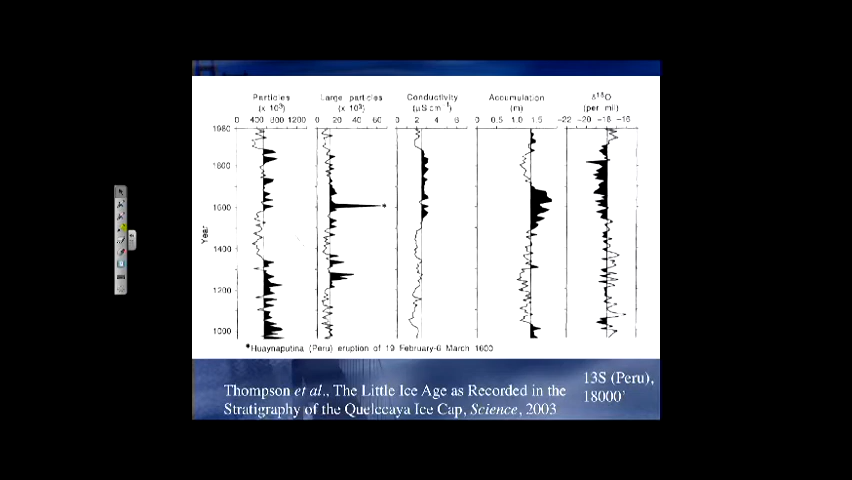 Particles Large particles Conductivity Accumulation δ¹⁸O
(x 10³) (x 10³) (µS cm⁻¹) (m) (per mil)
0 400 800 1200 0 20 40 60 0 2 4 6 0 0.5 1.0 1.5 -22 -20 -18 -16
1980
1800
1600
1400
1200
1000
Year
*
*Huaynaputina (Peru) eruption of 19 February-6 March 1600
Thompson et al., The Little Ice Age as Recorded in the
Stratigraphy of the Quelccaya Ice Cap, Science, 2003
13S (Peru),
18000'